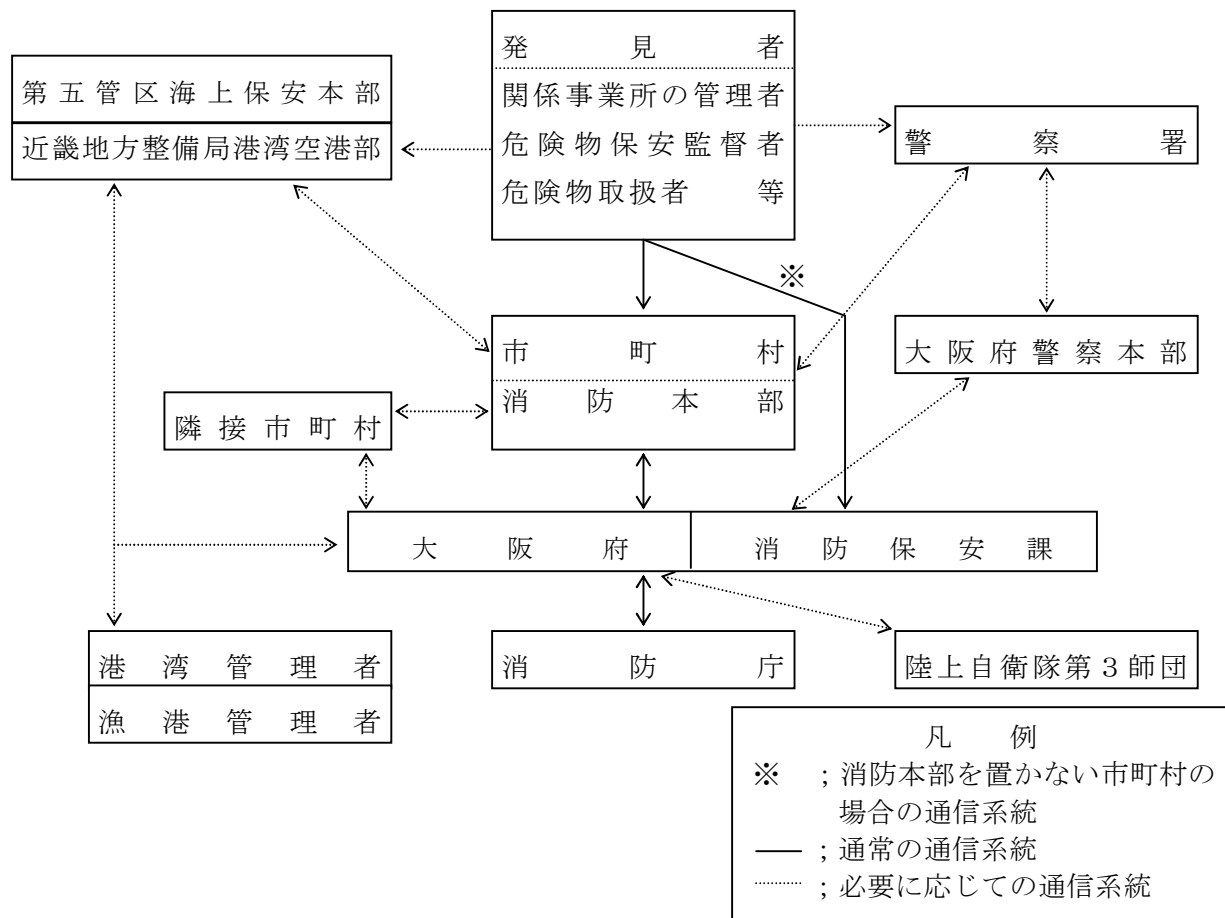 発見者
関係事業所の管理者
危険物保安監督者
危険物取扱者 等
第五管区海上保安本部
近畿地方整備局港湾空港部
警察署
※
市町村
消防本部
大阪府警察本部
隣接市町村
大阪府
消防保安課
港湾管理者
漁港管理者
消防庁
陸上自衛隊第3師団
凡 例
※ ；消防本部を置かない市町村の
場合の通信系統
；通常の通信系統
；必要に応じての通信系統